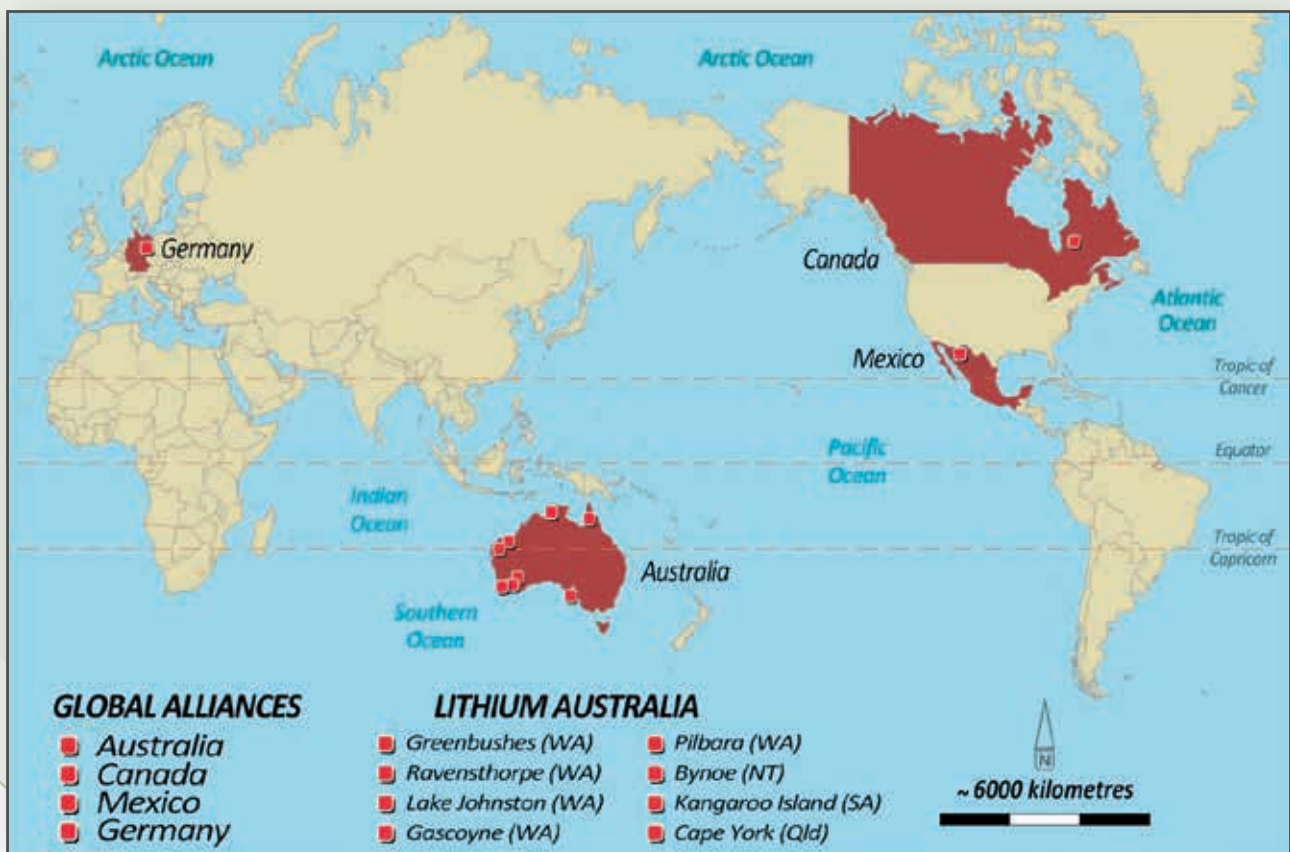 Arctic Ocean
Arctic Ocean
Germany
Canada
Atlantic
Ocean
Mexico
Tropic of
Cancer
Pacific
Ocean
Equator
Indian
Ocean
Australia
Tropic of
Capricorn
Southern
Ocean
GLOBAL ALLIANCES
Australia
Canada
Mexico
Germany
LITHIUM AUSTRALIA
Greenbushes (WA)
Ravensthorpe (WA)
Lake Johnston (WA)
Gascoyne (WA)
Pilbara (WA)
Bynoe (NT)
Kangaroo Island (SA)
Cape York (Qld)
N
~ 6000 kilometres